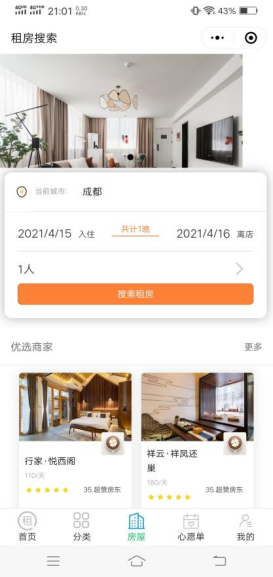 21:01
43%
租房搜索
当前城市: 成都
2021/4/15 入住 共计1晚 2021/4/16 离店
1人
搜索租房
优选商家 更多
行家·悦西阁
110/天
35.超赞房东
祥云·祥凤还
巢
180/天
35.超赞房东
租
首页 分类 房屋 心愿单 我的